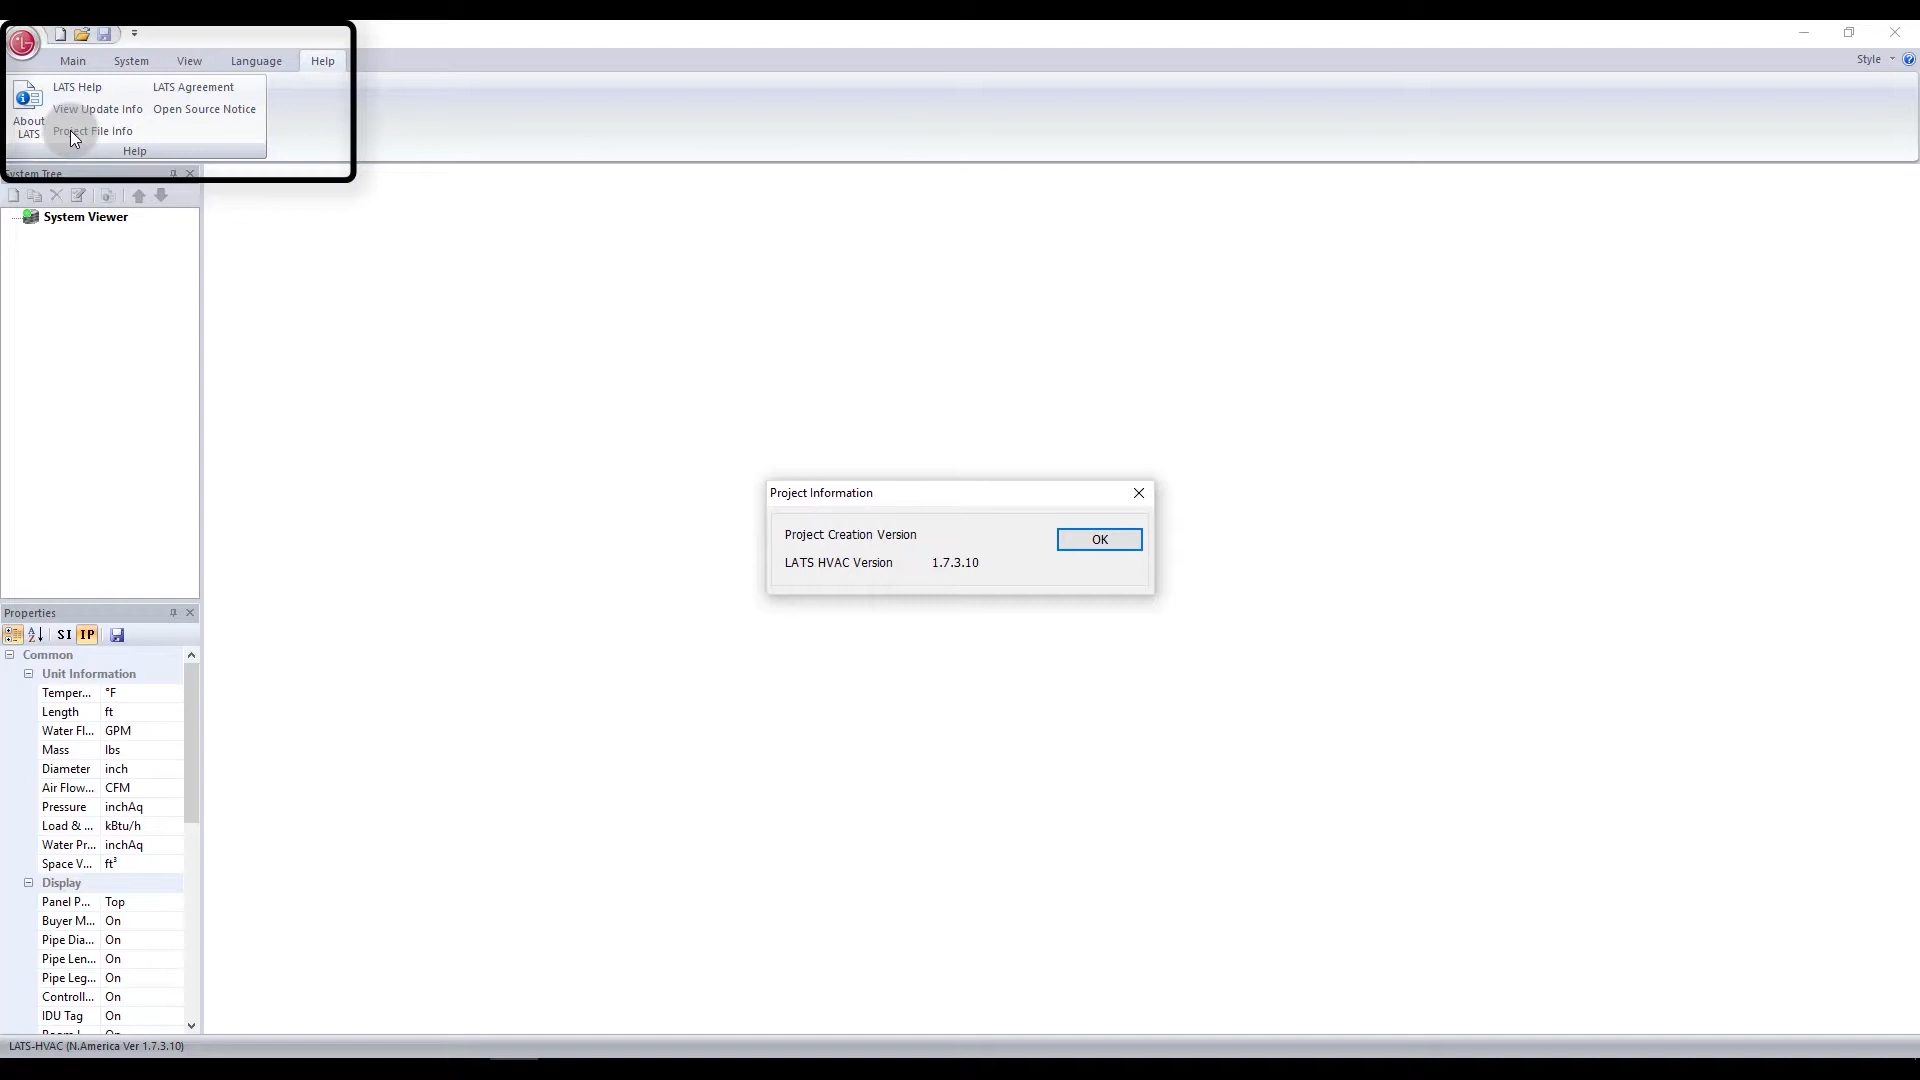 Main System View Language Help
Style
LATS Help LATS Agreement
View Update Info Open Source Notice
About LATS
Project File Info
Help
System Tree
System Viewer
Project Information
Project Creation Version
OK
LATS HVAC Version 1.7.3.10
Properties
SI IP
Common
Unit Information
Temper... °F
Length ft
Water Fl... GPM
Mass lbs
Diameter inch
Air Flow... CFM
Pressure inchAq
Load & ... kBtu/h
Water Pr... inchAq
Space V... ft³
Display
Panel P... Top
Buyer M... On
Pipe Dia... On
Pipe Len... On
Pipe Leg... On
Controll... On
IDU Tag On
LATS-HVAC (N.America Ver 1.7.3.10)